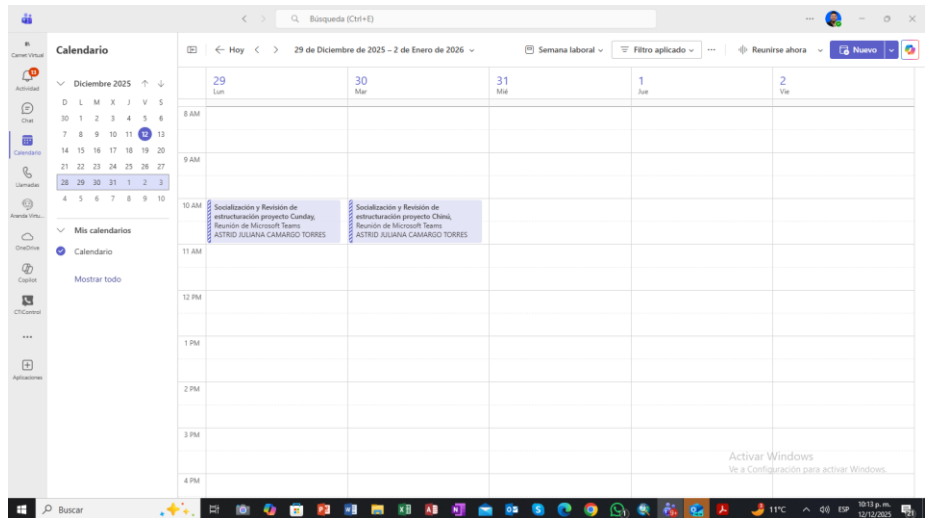 Búsqueda (Ctrl+E)
Carnet Virtual
Actividad
Chat
Calendario
Llamadas
Aranda Virtu...
OneDrive
Copilot
CTiControl
Aplicaciones
Calendario
Diciembre 2025
D L M X J V S
30 1 2 3 4 5 6
7 8 9 10 11 12 13
14 15 16 17 18 19 20
21 22 23 24 25 26 27
28 29 30 31 1 2 3
4 5 6 7 8 9 10
Mis calendarios
Calendario
Mostrar todo
Hoy
29 de Diciembre de 2025 – 2 de Enero de 2026
Semana laboral
Filtro aplicado
Reunirse ahora
Nuevo
29 30 31 1 2
Lun Mar Mié Jue Vie
8 AM
9 AM
10 AM
Socialización y Revisión de
estructuración proyecto Cunday,
Reunión de Microsoft Teams
ASTRID JULIANA CAMARGO TORRES
Socialización y Revisión de
estructuración proyecto Chinú,
Reunión de Microsoft Teams
ASTRID JULIANA CAMARGO TORRES
11 AM
12 PM
1 PM
2 PM
3 PM
4 PM
Activar Windows
Ve a Configuración para activar Windows.
Buscar
11°C
ESP
10:13 p. m.
12/12/2025